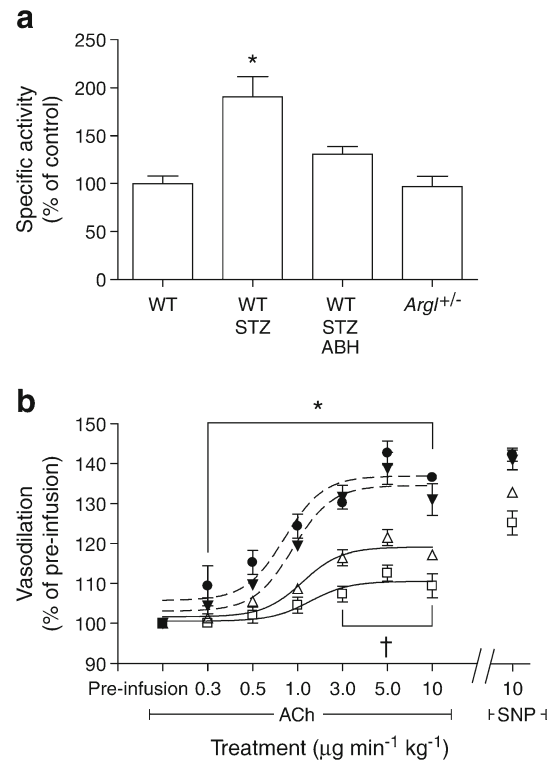 a
250
200
150
100
50
0
Specific activity
(% of control)
*
WT
WT
STZ
WT
STZ
ABH
ArgI+/-
b
150
140
130
120
110
100
90
Vasodilation
(% of pre-infusion)
*
†
Pre-infusion 0.3 0.5 1.0 3.0 5.0 10 10
ACh SNP
Treatment (μg min-1 kg-1)